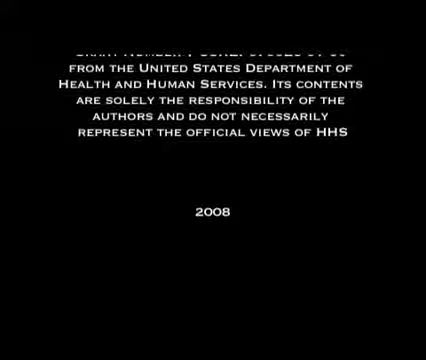 FROM THE UNITED STATES DEPARTMENT OF
HEALTH AND HUMAN SERVICES. ITS CONTENTS
ARE SOLELY THE RESPONSIBILITY OF THE
AUTHORS AND DO NOT NECESSARILY
REPRESENT THE OFFICIAL VIEWS OF HHS
2008